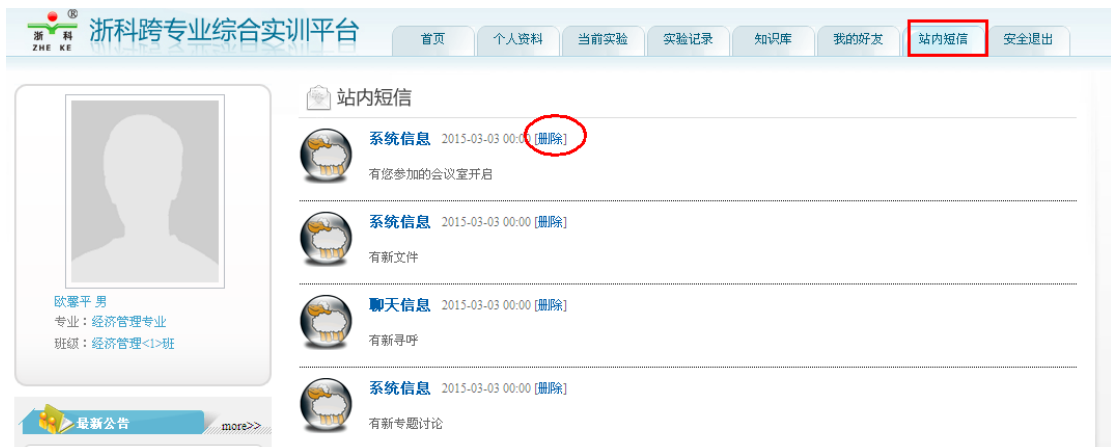 浙科 ® 浙科跨专业综合实训平台
ZHE KE
首页 个人资料 当前实验 实验记录 知识库 我的好友 站内短信 安全退出
站内短信
系统信息 2015-03-03 00:00 [删除]
有您参加的会议室开启
系统信息 2015-03-03 00:00 [删除]
有新文件
聊天信息 2015-03-03 00:00 [删除]
有新寻呼
系统信息 2015-03-03 00:00 [删除]
有新专题讨论
欧馨平 男
专业：经济管理专业
班级：经济管理<1>班
最新公告 more>>